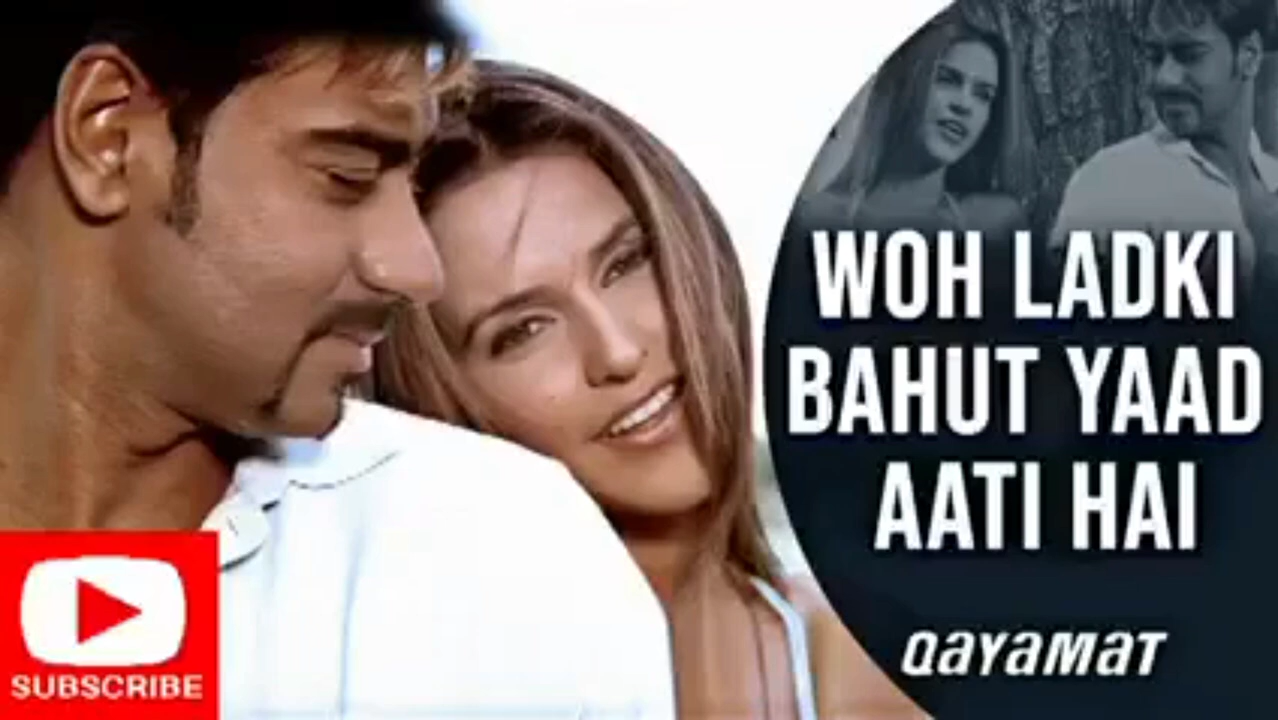 WOH LADKI
BAHUT YAAD
AATI HAI
QAYAMAT
SUBSCRIBE